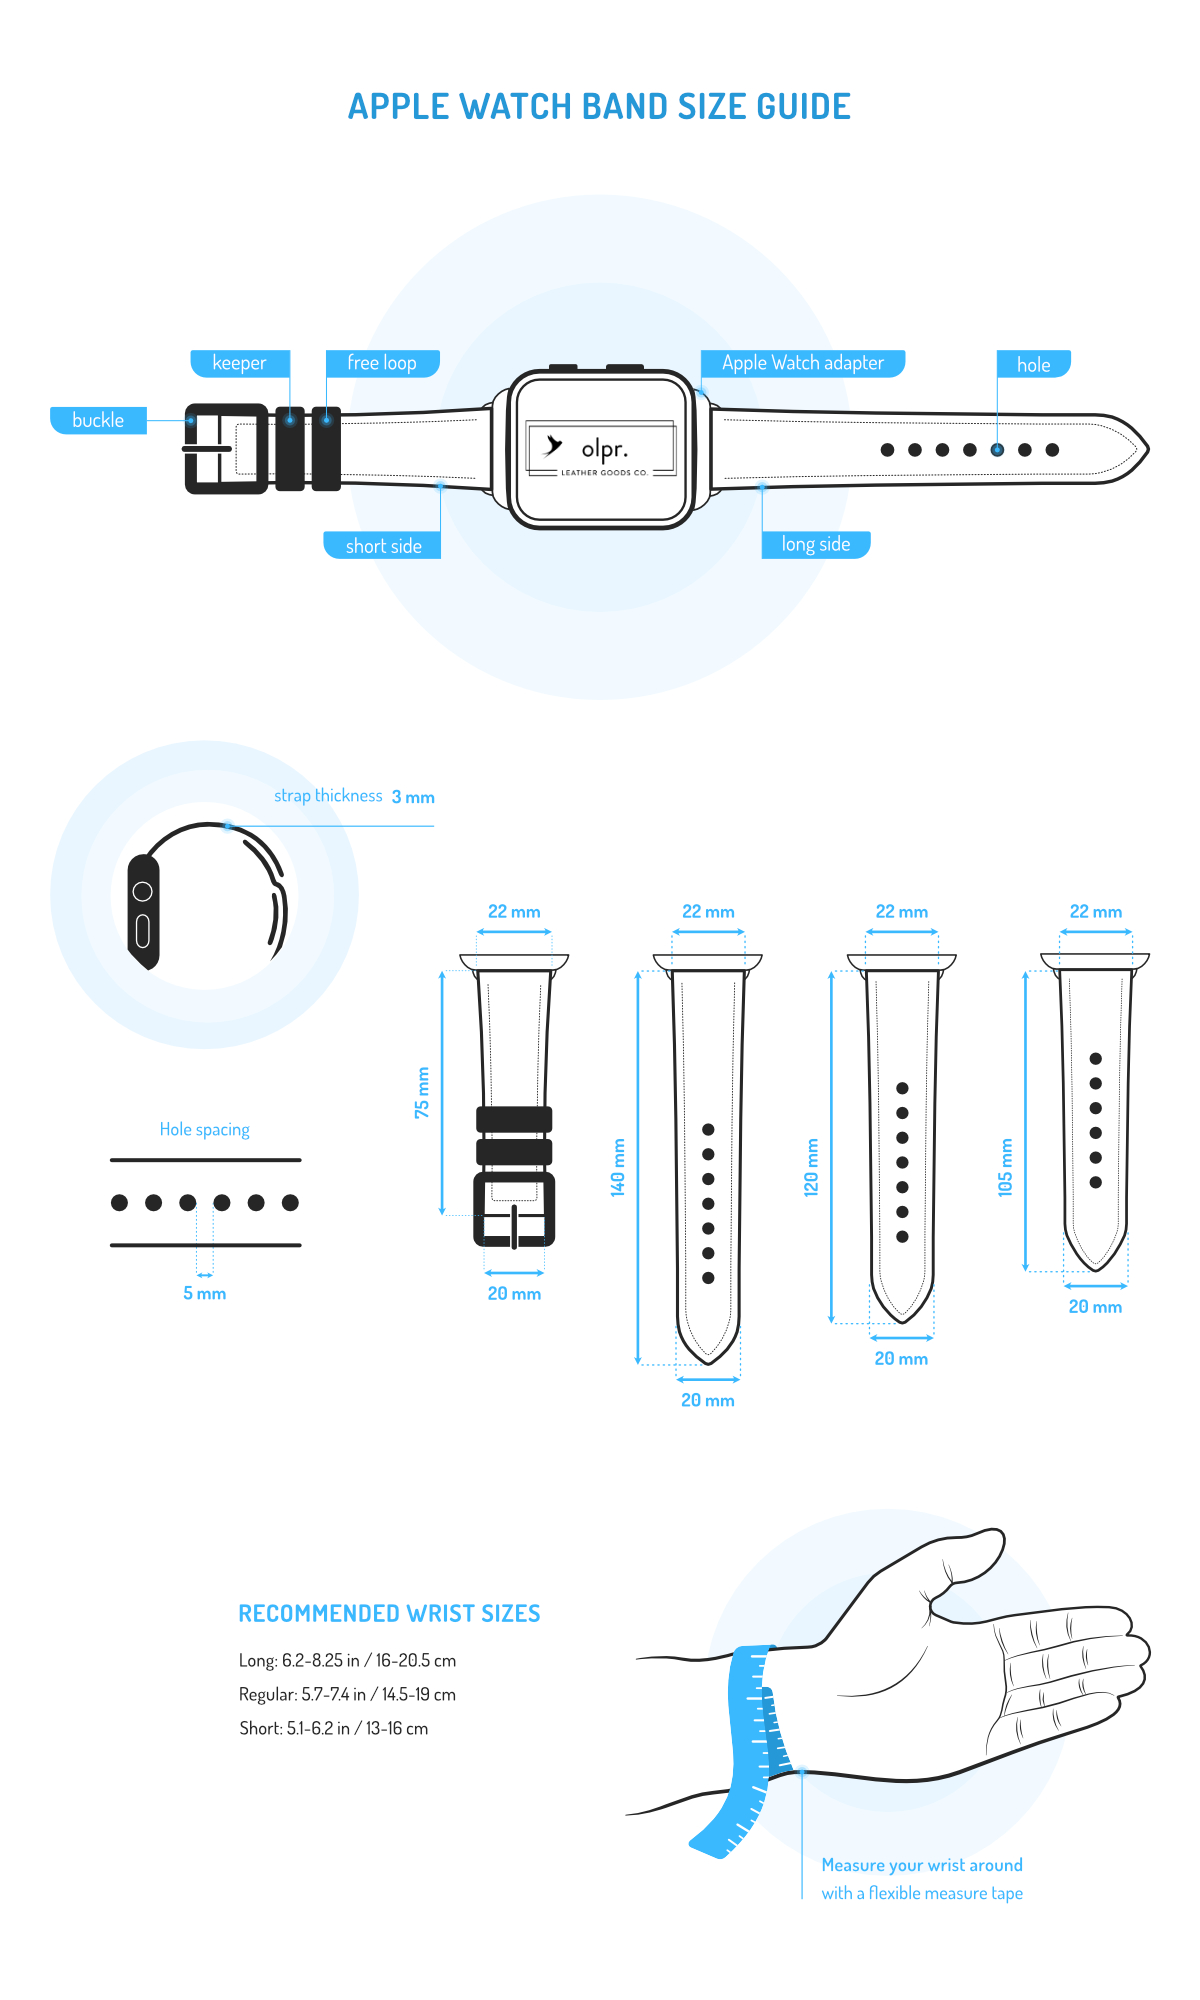 APPLE WATCH BAND SIZE GUIDE
keeper
free loop
Apple Watch adapter
hole
buckle
olpr.
LEATHER GOODS CO.
short side
long side
strap thickness 3 mm
22 mm
22 mm
22 mm
22 mm
75 mm
140 mm
120 mm
105 mm
Hole spacing
5 mm
20 mm
20 mm
20 mm
20 mm
RECOMMENDED WRIST SIZES
Long: 6.2-8.25 in / 16-20.5 cm
Regular: 5.7-7.4 in / 14.5-19 cm
Short: 5.1-6.2 in / 13-16 cm
Measure your wrist around
with a flexible measure tape